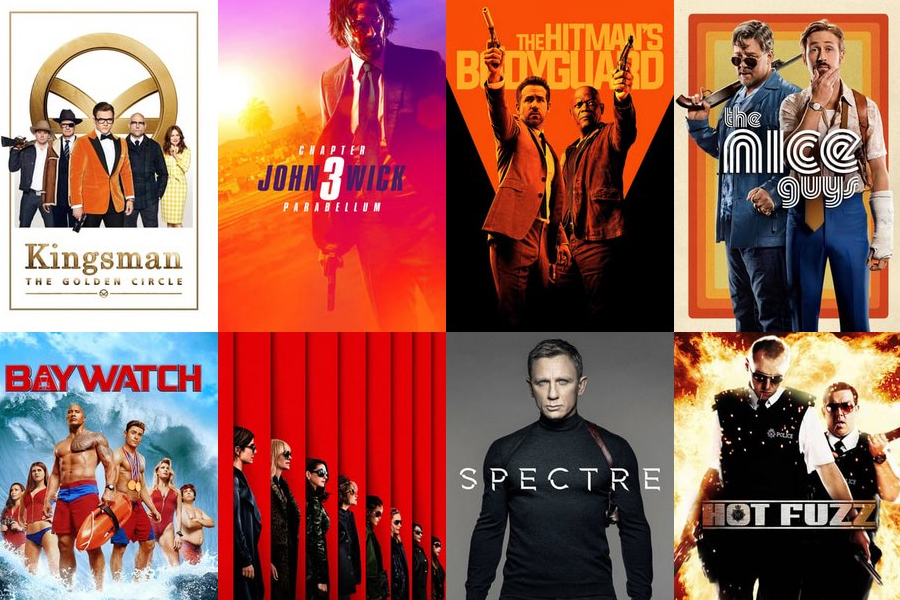 Kingsman
THE GOLDEN CIRCLE
CHAPTER
JOHN 3 WICK
PARABELLUM
THE HITMAN'S
BODYGUARD
the
nice
guys
BAYWATCH
SPECTRE
POLICE
HOT FUZZ